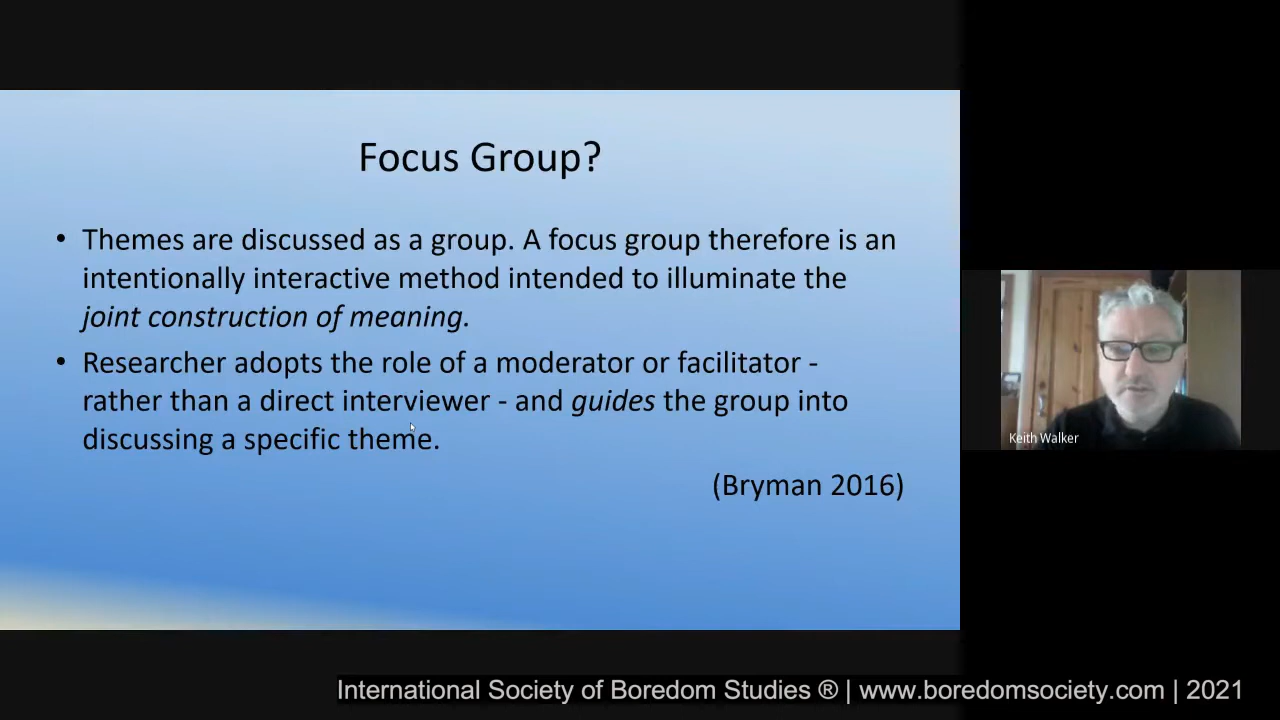 Focus Group?
• Themes are discussed as a group. A focus group therefore is an
intentionally interactive method intended to illuminate the
joint construction of meaning.
• Researcher adopts the role of a moderator or facilitator -
rather than a direct interviewer - and guides the group into
discussing a specific theme.
(Bryman 2016)
Keith Walker
International Society of Boredom Studies ® | www.boredomsociety.com | 2021